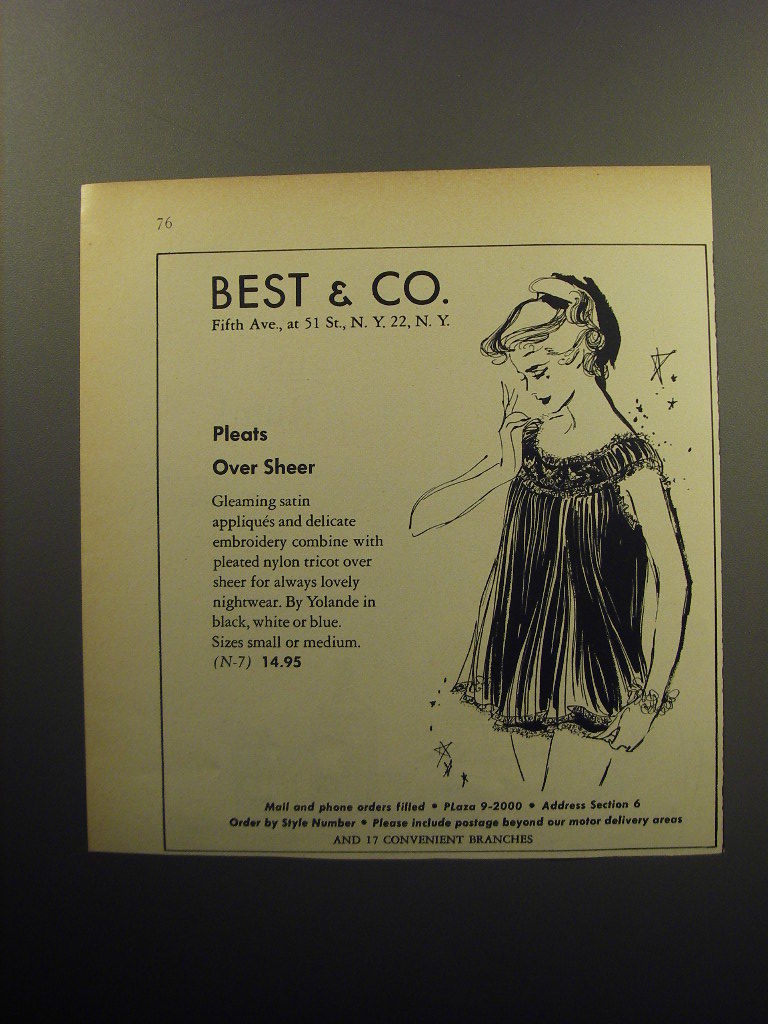 76
BEST & CO.
Fifth Ave., at 51 St., N. Y. 22, N. Y.
Pleats
Over Sheer
Gleaming satin
appliqués and delicate
embroidery combine with
pleated nylon tricot over
sheer for always lovely
nightwear. By Yolande in
black, white or blue.
Sizes small or medium.
(N-7) 14.95
Mail and phone orders filled • PLaza 9-2000 • Address Section 6
Order by Style Number • Please include postage beyond our motor delivery areas
AND 17 CONVENIENT BRANCHES